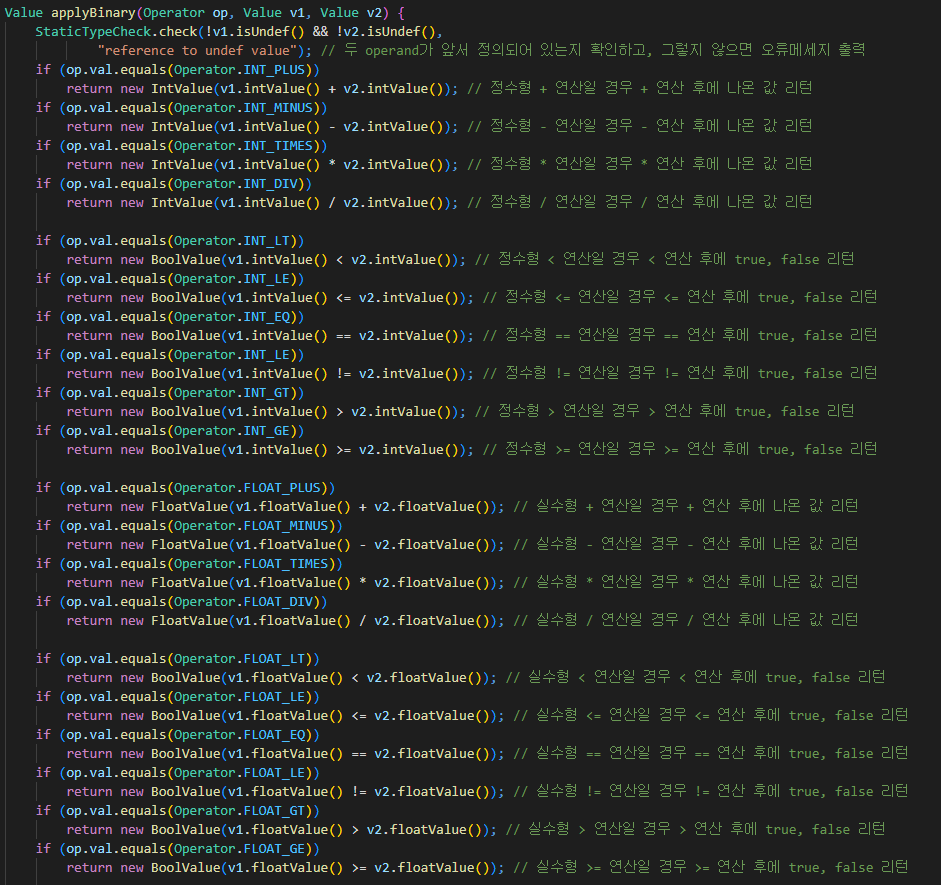 Value applyBinary(Operator op, Value v1, Value v2) {
    StaticTypeCheck.check(!v1.isUndef() && !v2.isUndef(),
            "reference to undef value"); // 두 operand가 앞서 정의되어 있는지 확인하고, 그렇지 않으면 오류메세지 출력
    if (op.val.equals(Operator.INT_PLUS))
        return new IntValue(v1.intValue() + v2.intValue()); // 정수형 + 연산일 경우 + 연산 후에 나온 값 리턴
    if (op.val.equals(Operator.INT_MINUS))
        return new IntValue(v1.intValue() - v2.intValue()); // 정수형 - 연산일 경우 - 연산 후에 나온 값 리턴
    if (op.val.equals(Operator.INT_TIMES))
        return new IntValue(v1.intValue() * v2.intValue()); // 정수형 * 연산일 경우 * 연산 후에 나온 값 리턴
    if (op.val.equals(Operator.INT_DIV))
        return new IntValue(v1.intValue() / v2.intValue()); // 정수형 / 연산일 경우 / 연산 후에 나온 값 리턴

    if (op.val.equals(Operator.INT_LT))
        return new BoolValue(v1.intValue() < v2.intValue()); // 정수형 < 연산일 경우 < 연산 후에 true, false 리턴
    if (op.val.equals(Operator.INT_LE))
        return new BoolValue(v1.intValue() <= v2.intValue()); // 정수형 <= 연산일 경우 <= 연산 후에 true, false 리턴
    if (op.val.equals(Operator.INT_EQ))
        return new BoolValue(v1.intValue() == v2.intValue()); // 정수형 == 연산일 경우 == 연산 후에 true, false 리턴
    if (op.val.equals(Operator.INT_LE))
        return new BoolValue(v1.intValue() != v2.intValue()); // 정수형 != 연산일 경우 != 연산 후에 true, false 리턴
    if (op.val.equals(Operator.INT_GT))
        return new BoolValue(v1.intValue() > v2.intValue()); // 정수형 > 연산일 경우 > 연산 후에 true, false 리턴
    if (op.val.equals(Operator.INT_GE))
        return new BoolValue(v1.intValue() >= v2.intValue()); // 정수형 >= 연산일 경우 >= 연산 후에 true, false 리턴

    if (op.val.equals(Operator.FLOAT_PLUS))
        return new FloatValue(v1.floatValue() + v2.floatValue()); // 실수형 + 연산일 경우 + 연산 후에 나온 값 리턴
    if (op.val.equals(Operator.FLOAT_MINUS))
        return new FloatValue(v1.floatValue() - v2.floatValue()); // 실수형 - 연산일 경우 - 연산 후에 나온 값 리턴
    if (op.val.equals(Operator.FLOAT_TIMES))
        return new FloatValue(v1.floatValue() * v2.floatValue()); // 실수형 * 연산일 경우 * 연산 후에 나온 값 리턴
    if (op.val.equals(Operator.FLOAT_DIV))
        return new FloatValue(v1.floatValue() / v2.floatValue()); // 실수형 / 연산일 경우 / 연산 후에 나온 값 리턴

    if (op.val.equals(Operator.FLOAT_LT))
        return new BoolValue(v1.floatValue() < v2.floatValue()); // 실수형 < 연산일 경우 < 연산 후에 true, false 리턴
    if (op.val.equals(Operator.FLOAT_LE))
        return new BoolValue(v1.floatValue() <= v2.floatValue()); // 실수형 <= 연산일 경우 <= 연산 후에 true, false 리턴
    if (op.val.equals(Operator.FLOAT_EQ))
        return new BoolValue(v1.floatValue() == v2.floatValue()); // 실수형 == 연산일 경우 == 연산 후에 true, false 리턴
    if (op.val.equals(Operator.FLOAT_LE))
        return new BoolValue(v1.floatValue() != v2.floatValue()); // 실수형 != 연산일 경우 != 연산 후에 true, false 리턴
    if (op.val.equals(Operator.FLOAT_GT))
        return new BoolValue(v1.floatValue() > v2.floatValue()); // 실수형 > 연산일 경우 > 연산 후에 true, false 리턴
    if (op.val.equals(Operator.FLOAT_GE))
        return new BoolValue(v1.floatValue() >= v2.floatValue()); // 실수형 >= 연산일 경우 >= 연산 후에 true, false 리턴